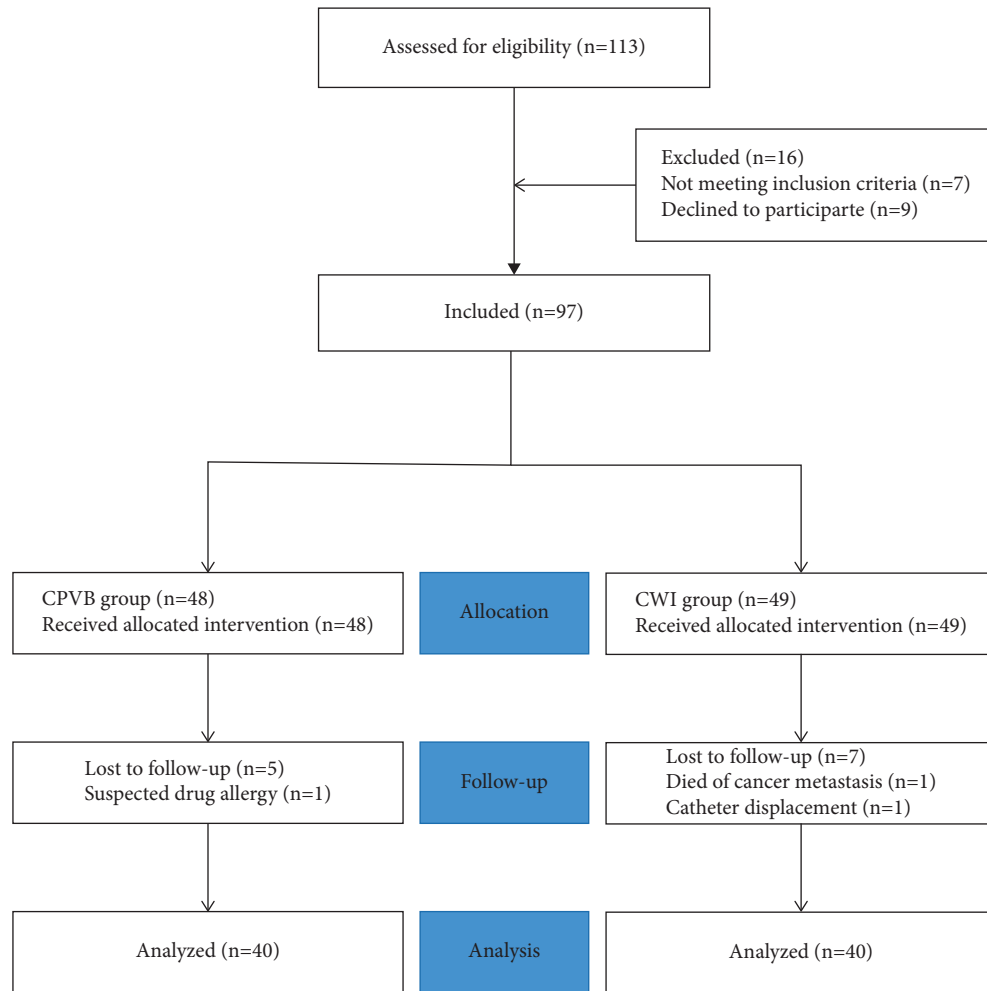 Assessed for eligibility (n=113)
Excluded (n=16)
Not meeting inclusion criteria (n=7)
Declined to participarte (n=9)
Included (n=97)
CPVB group (n=48)
Received allocated intervention (n=48)
Allocation
CWI group (n=49)
Received allocated intervention (n=49)
Lost to follow-up (n=5)
Suspected drug allergy (n=1)
Follow-up
Lost to follow-up (n=7)
Died of cancer metastasis (n=1)
Catheter displacement (n=1)
Analyzed (n=40)
Analysis
Analyzed (n=40)